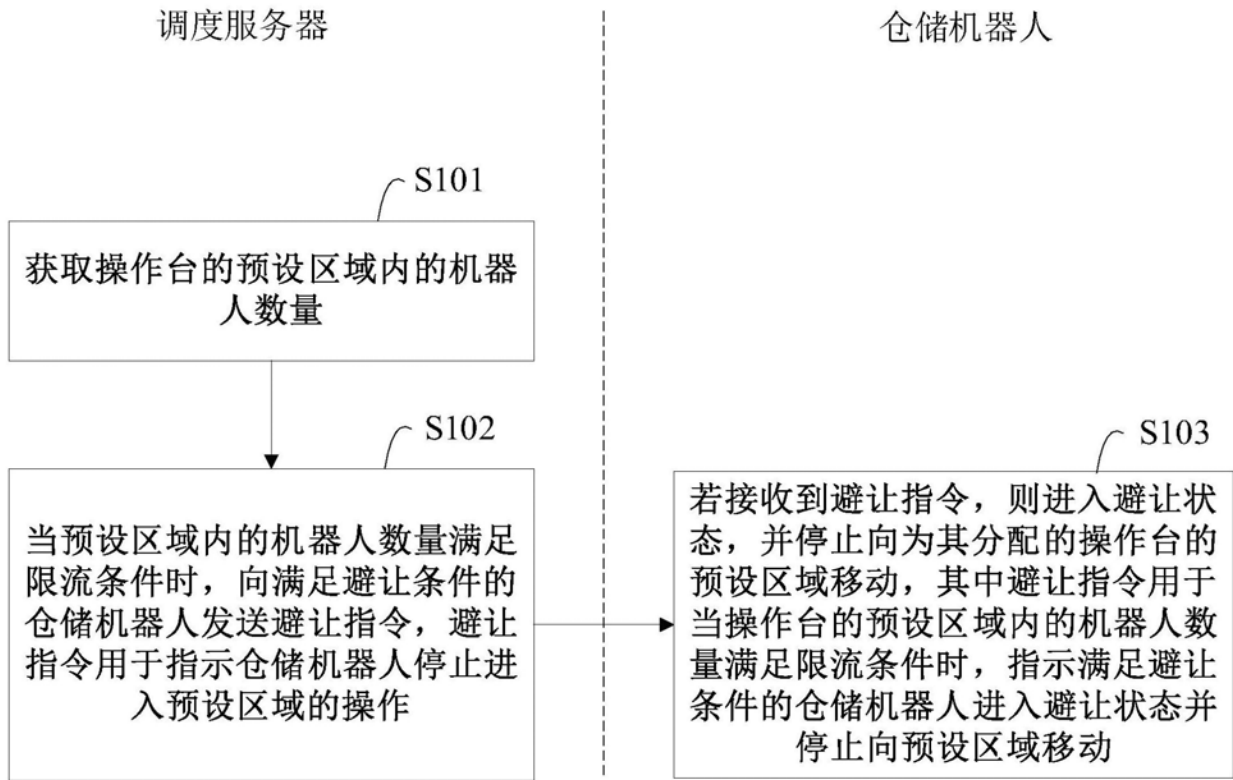 调度服务器
仓储机器人
S101
获取操作台的预设区域内的机器
人数量
S102
当预设区域内的机器人数量满足
限流条件时，向满足避让条件的
仓储机器人发送避让指令，避让
指令用于指示仓储机器人停止进
入预设区域的操作
S103
若接收到避让指令，则进入避让状
态，并停止向为其分配的操作台的
预设区域移动，其中避让指令用于
当操作台的预设区域内的机器人数
量满足限流条件时，指示满足避让
条件的仓储机器人进入避让状态并
停止向预设区域移动